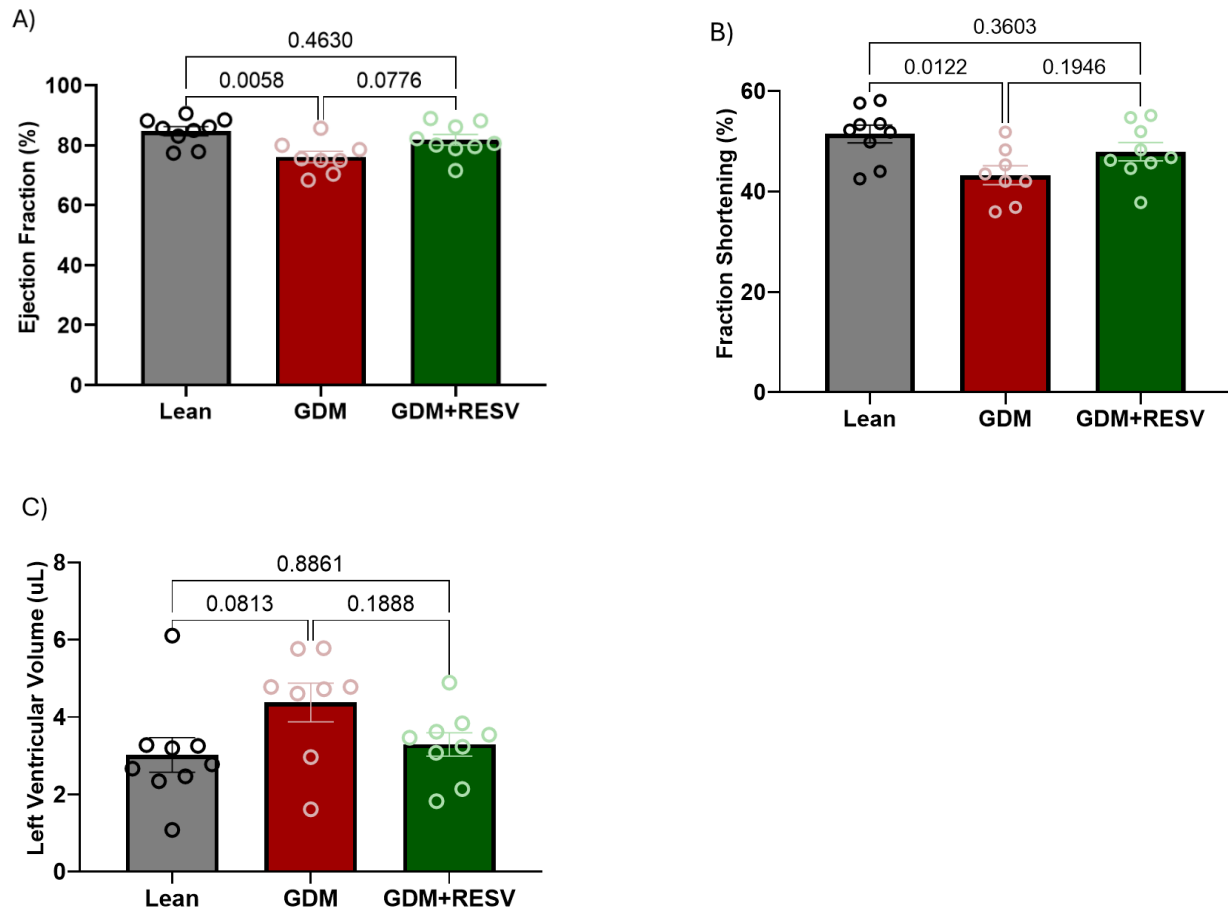 A)
0.4630
0.0058
0.0776
Ejection Fraction (%)
100
80
60
40
20
0
Lean
GDM
GDM+RESV
B)
0.3603
0.0122
0.1946
Fraction Shortening (%)
60
40
20
0
Lean
GDM
GDM+RESV
C)
0.8861
0.0813
0.1888
Left Ventricular Volume (uL)
8
6
4
2
0
Lean
GDM
GDM+RESV